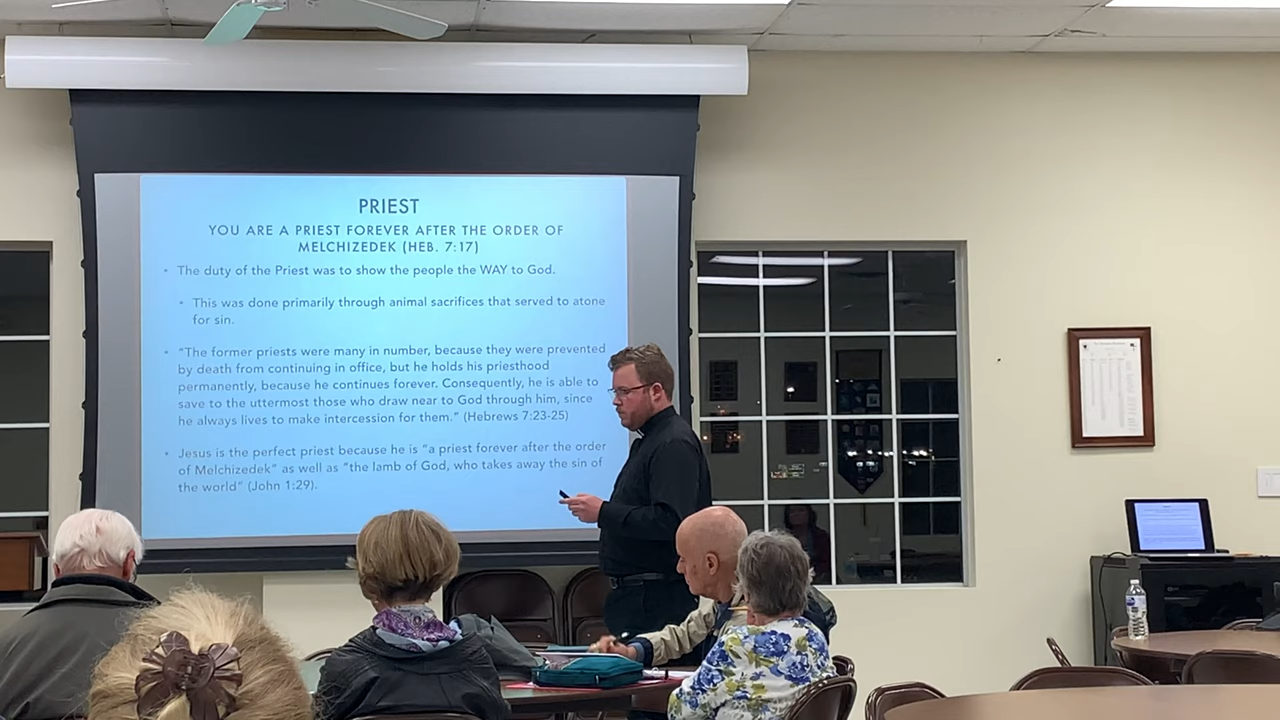 PRIEST
YOU ARE A PRIEST FOREVER AFTER THE ORDER OF
MELCHIZEDEK (HEB. 7:17)
• The duty of the Priest was to show the people the WAY to God.
• This was done primarily through animal sacrifices that served to atone
for sin.
• "The former priests were many in number, because they were prevented
by death from continuing in office, but he holds his priesthood
permanently, because he continues forever. Consequently, he is able to
save to the uttermost those who draw near to God through him, since
he always lives to make intercession for them." (Hebrews 7:23-25)
• Jesus is the perfect priest because he is "a priest forever after the order
of Melchizedek" as well as "the lamb of God, who takes away the sin of
the world" (John 1:29).